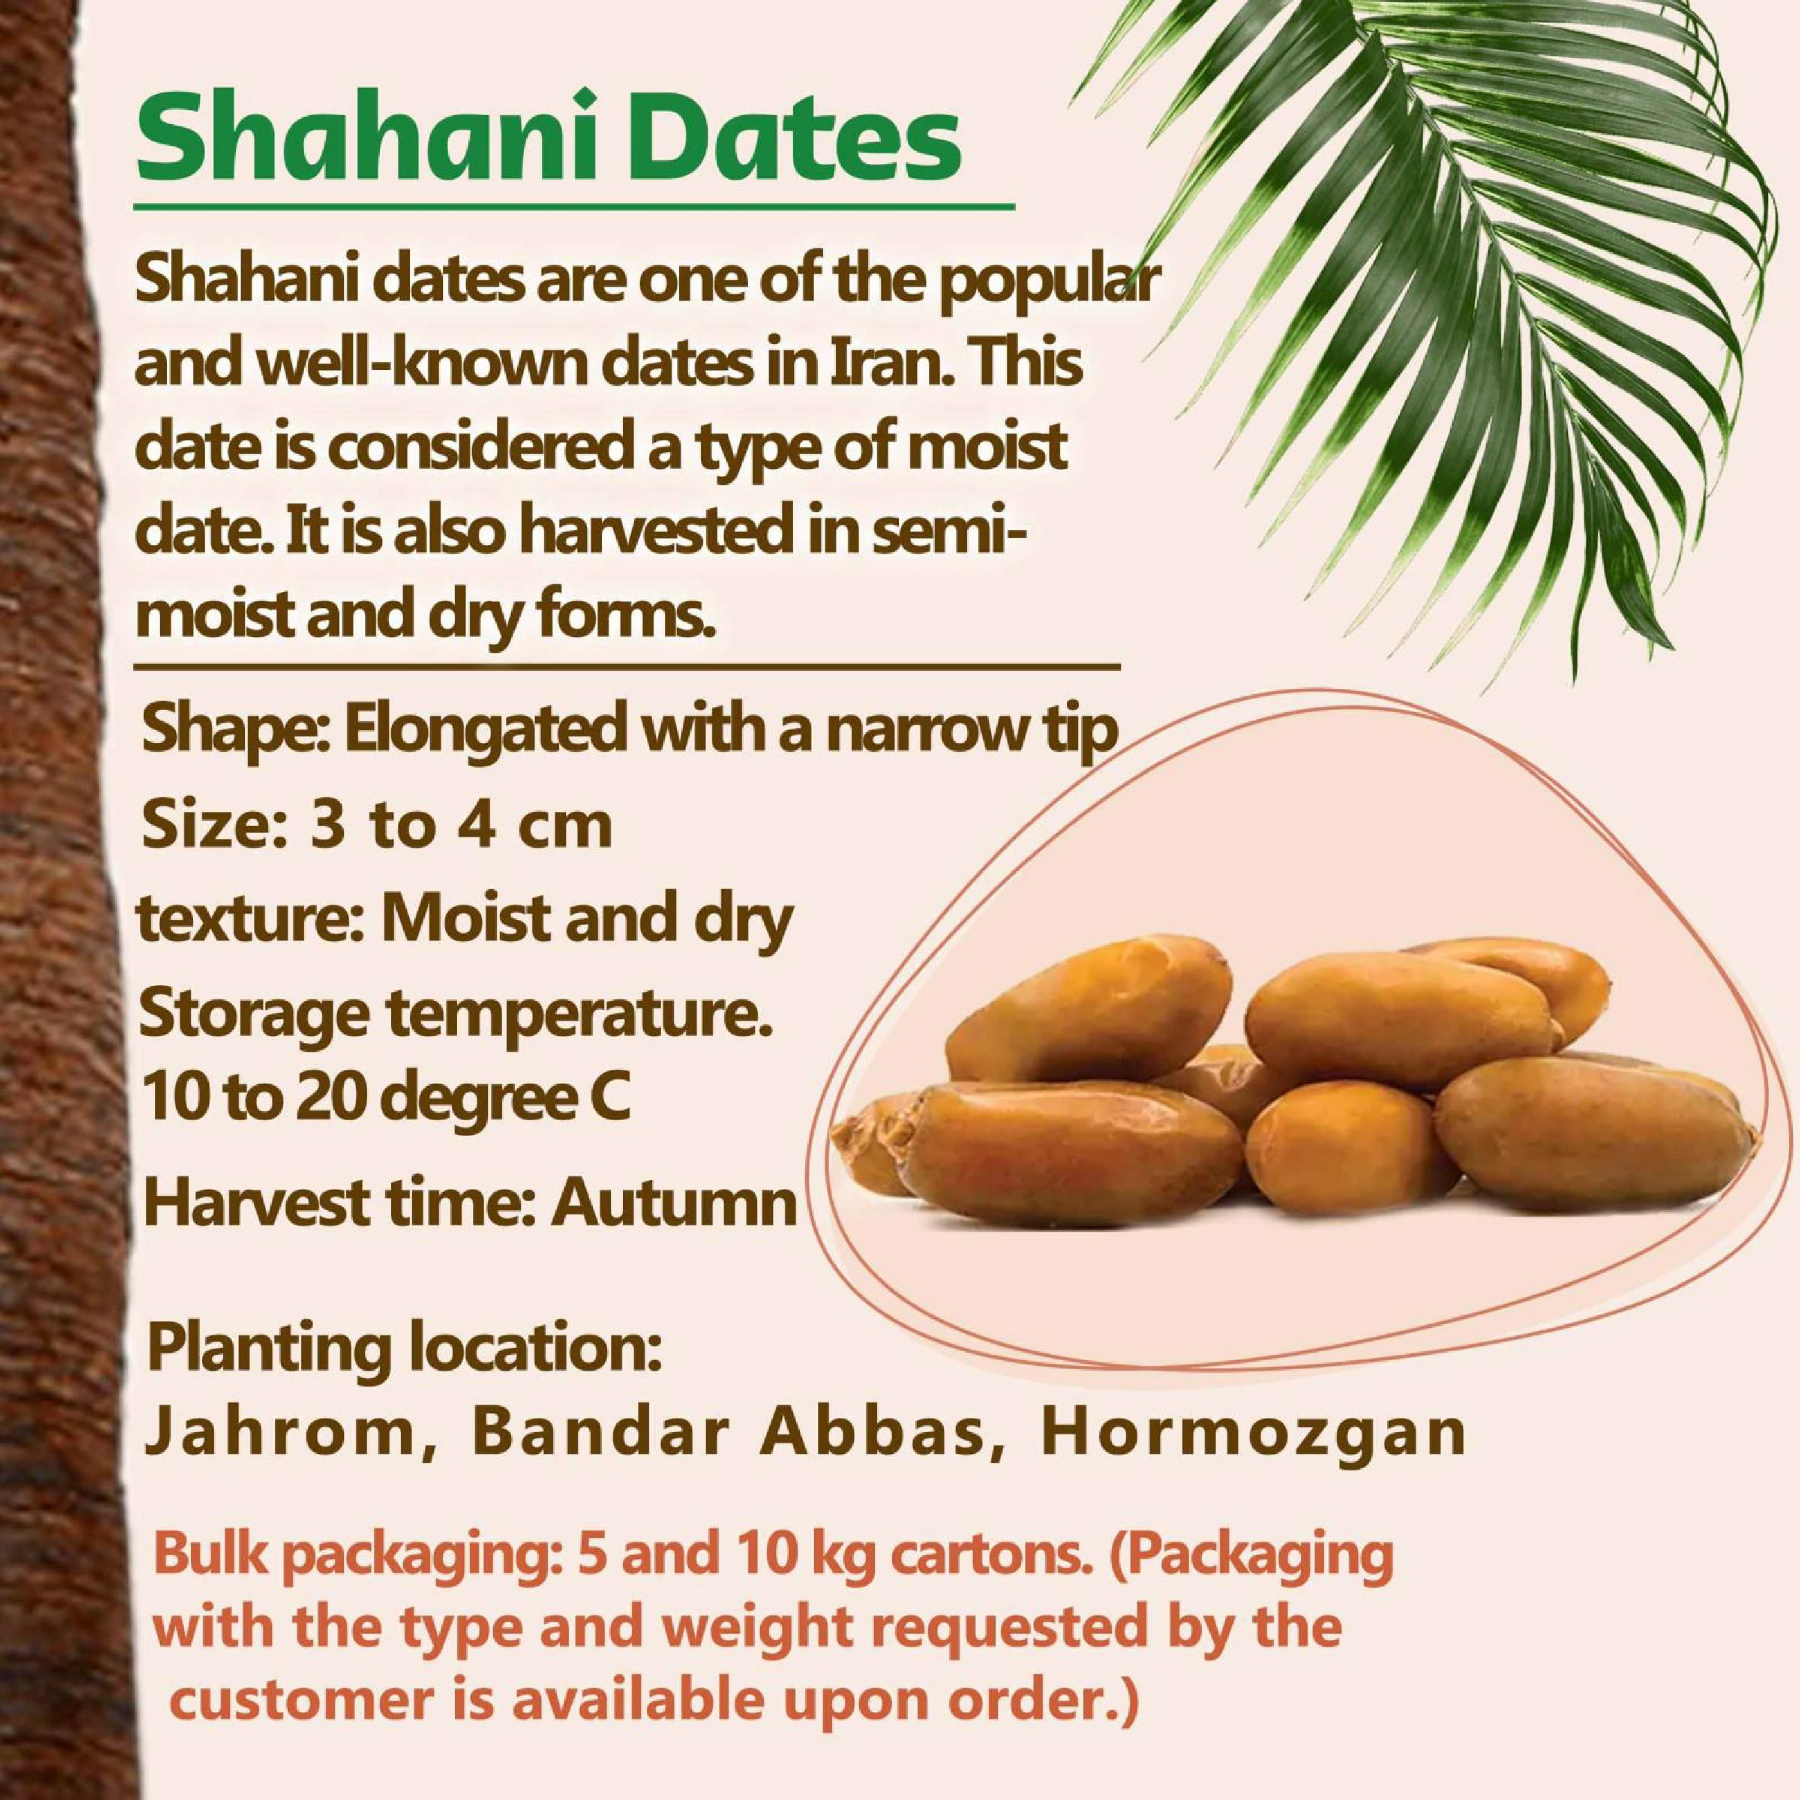 Shahani Dates
Shahani dates are one of the popular
and well-known dates in Iran. This
date is considered a type of moist
date. It is also harvested in semi-
moist and dry forms.
Shape: Elongated with a narrow tip
Size: 3 to 4 cm
texture: Moist and dry
Storage temperature.
10 to 20 degree C
Harvest time: Autumn
Planting location:
Jahrom, Bandar Abbas, Hormozgan
Bulk packaging: 5 and 10 kg cartons. (Packaging
with the type and weight requested by the
customer is available upon order.)